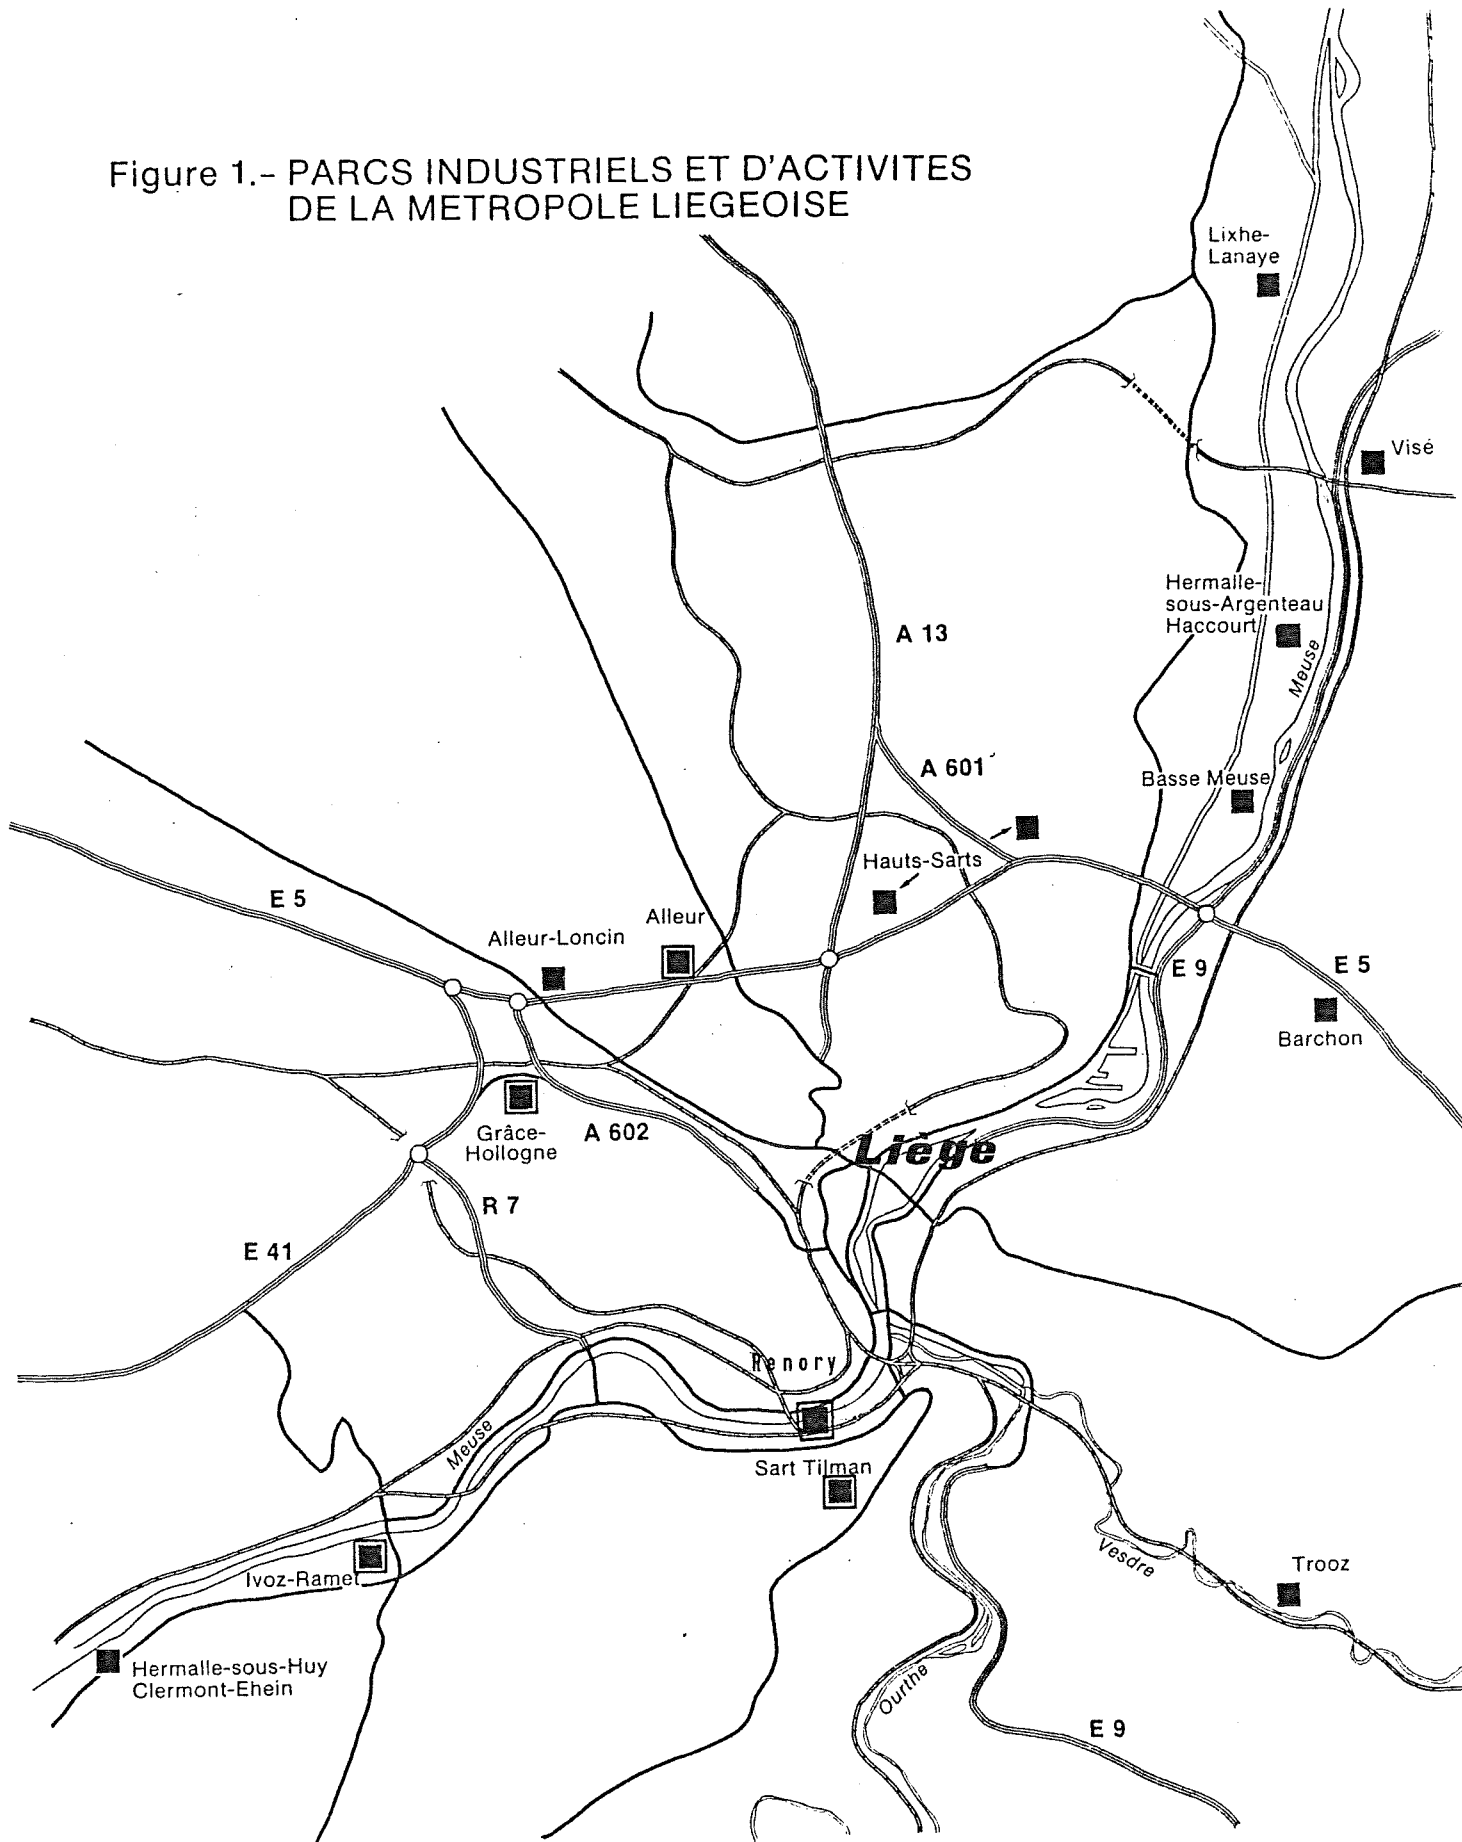 Figure 1.- PARCS INDUSTRIELS ET D'ACTIVITES
DE LA METROPOLE LIEGEOISE
Lixhe-
Lanaye
Visé
Hermalle-
sous-Argenteau
Haccourt
Meuse
A 13
A 601
Basse Meuse
Hauts-Sarts
E 5
Alleur
Alleur-Loncin
E 9
E 5
Barchon
Grâce-
Hollogne
A 602
Liège
R 7
E 41
Renory
Meuse
Sart Tilman
Ivoz-Ramet
Vesdre
Trooz
Hermalle-sous-Huy
Clermont-Ehein
Ourthe
E 9